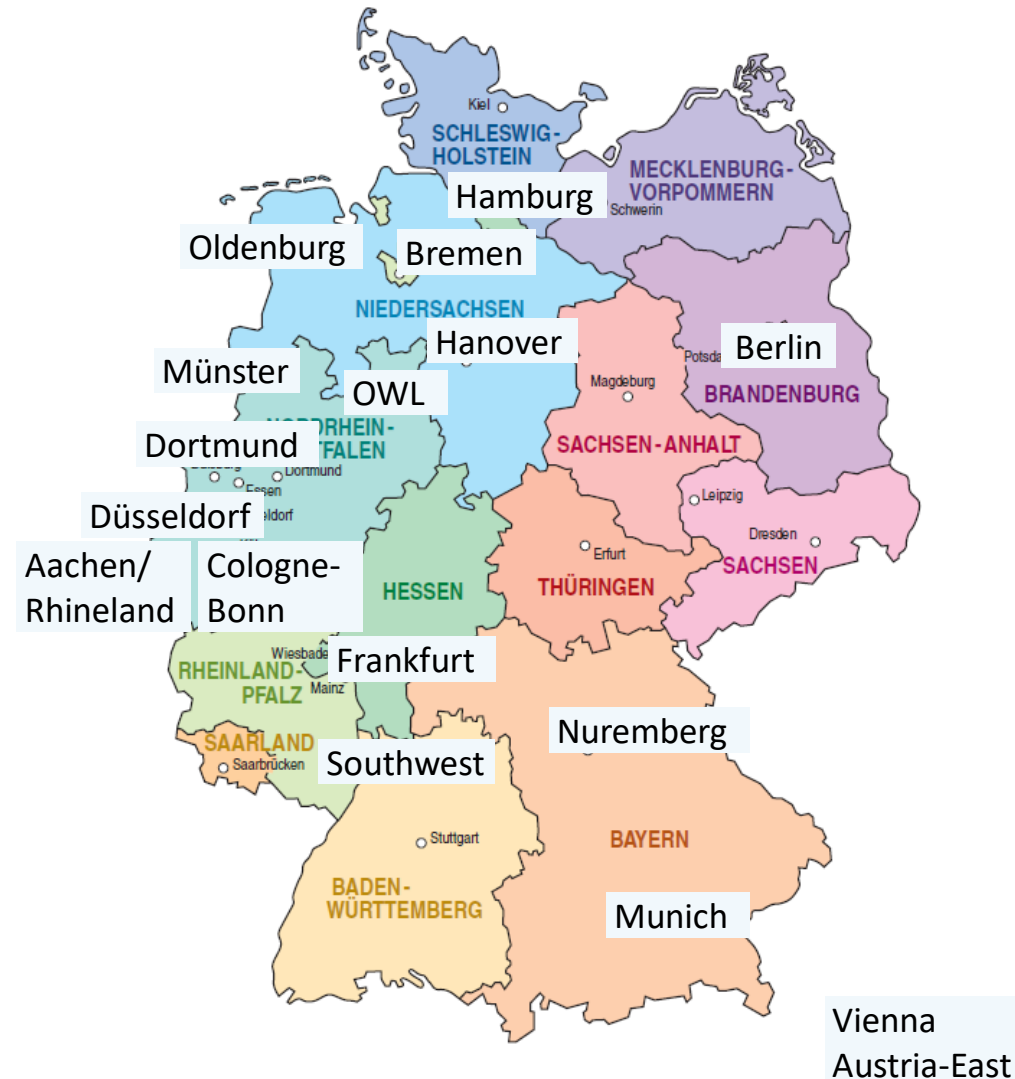 Kiel
SCHLESWIG-
HOLSTEIN
MECKLENBURG-
VORPOMMERN
Hamburg
Schwerin
Oldenburg
Bremen
NIEDERSACHSEN
Hanover
Berlin
Münster
Magdeburg
BRANDENBURG
OWL
Dortmund
SACHSEN-ANHALT
Dortmund
Essen
Leipzig
Düsseldorf
Dresden
Aachen/
Rhineland
Cologne-
Bonn
Erfurt
SACHSEN
HESSEN
THÜRINGEN
Frankfurt
RHEINLAND-
PFALZ
Mainz
Nuremberg
SAARLAND
Saarbrücken
Southwest
Stuttgart
BAYERN
BADEN-
WÜRTTEMBERG
Munich
Vienna
Austria-East